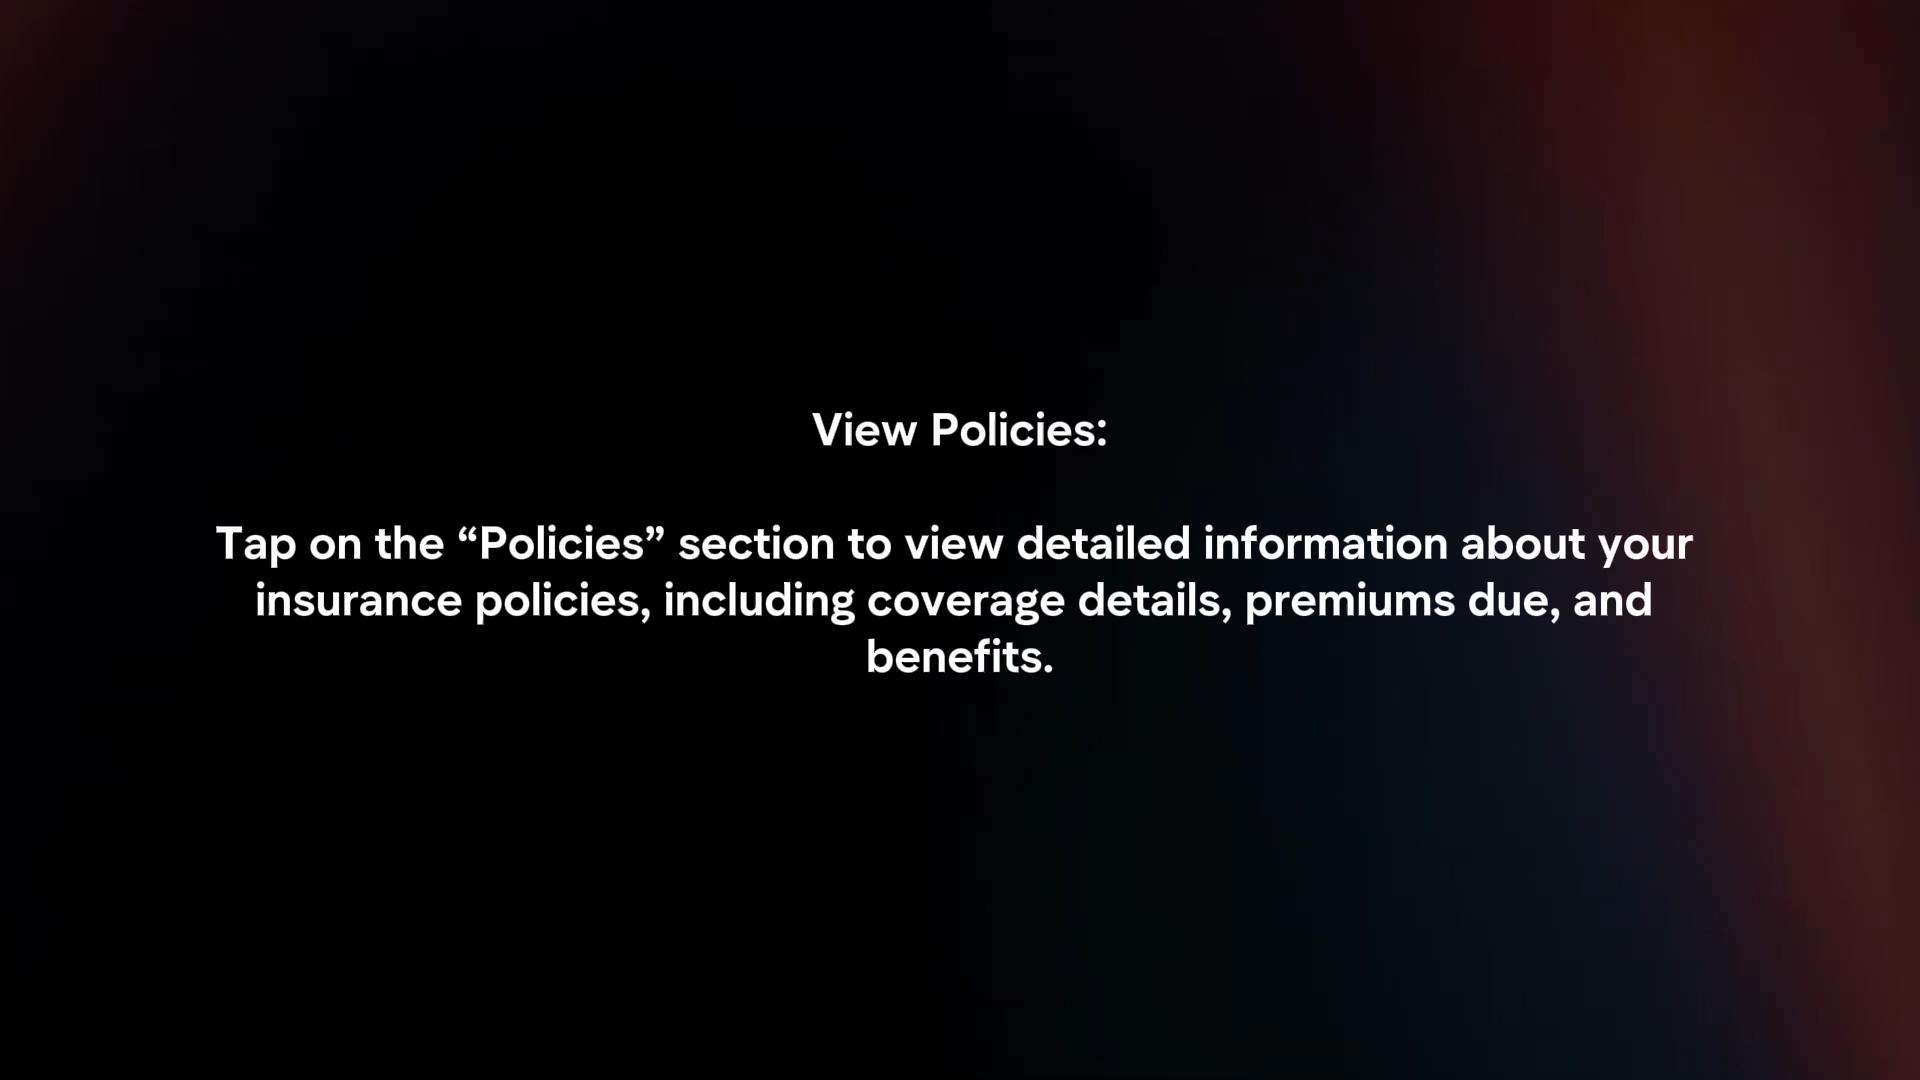 View Policies:
Tap on the “Policies” section to view detailed information about your
insurance policies, including coverage details, premiums due, and
benefits.